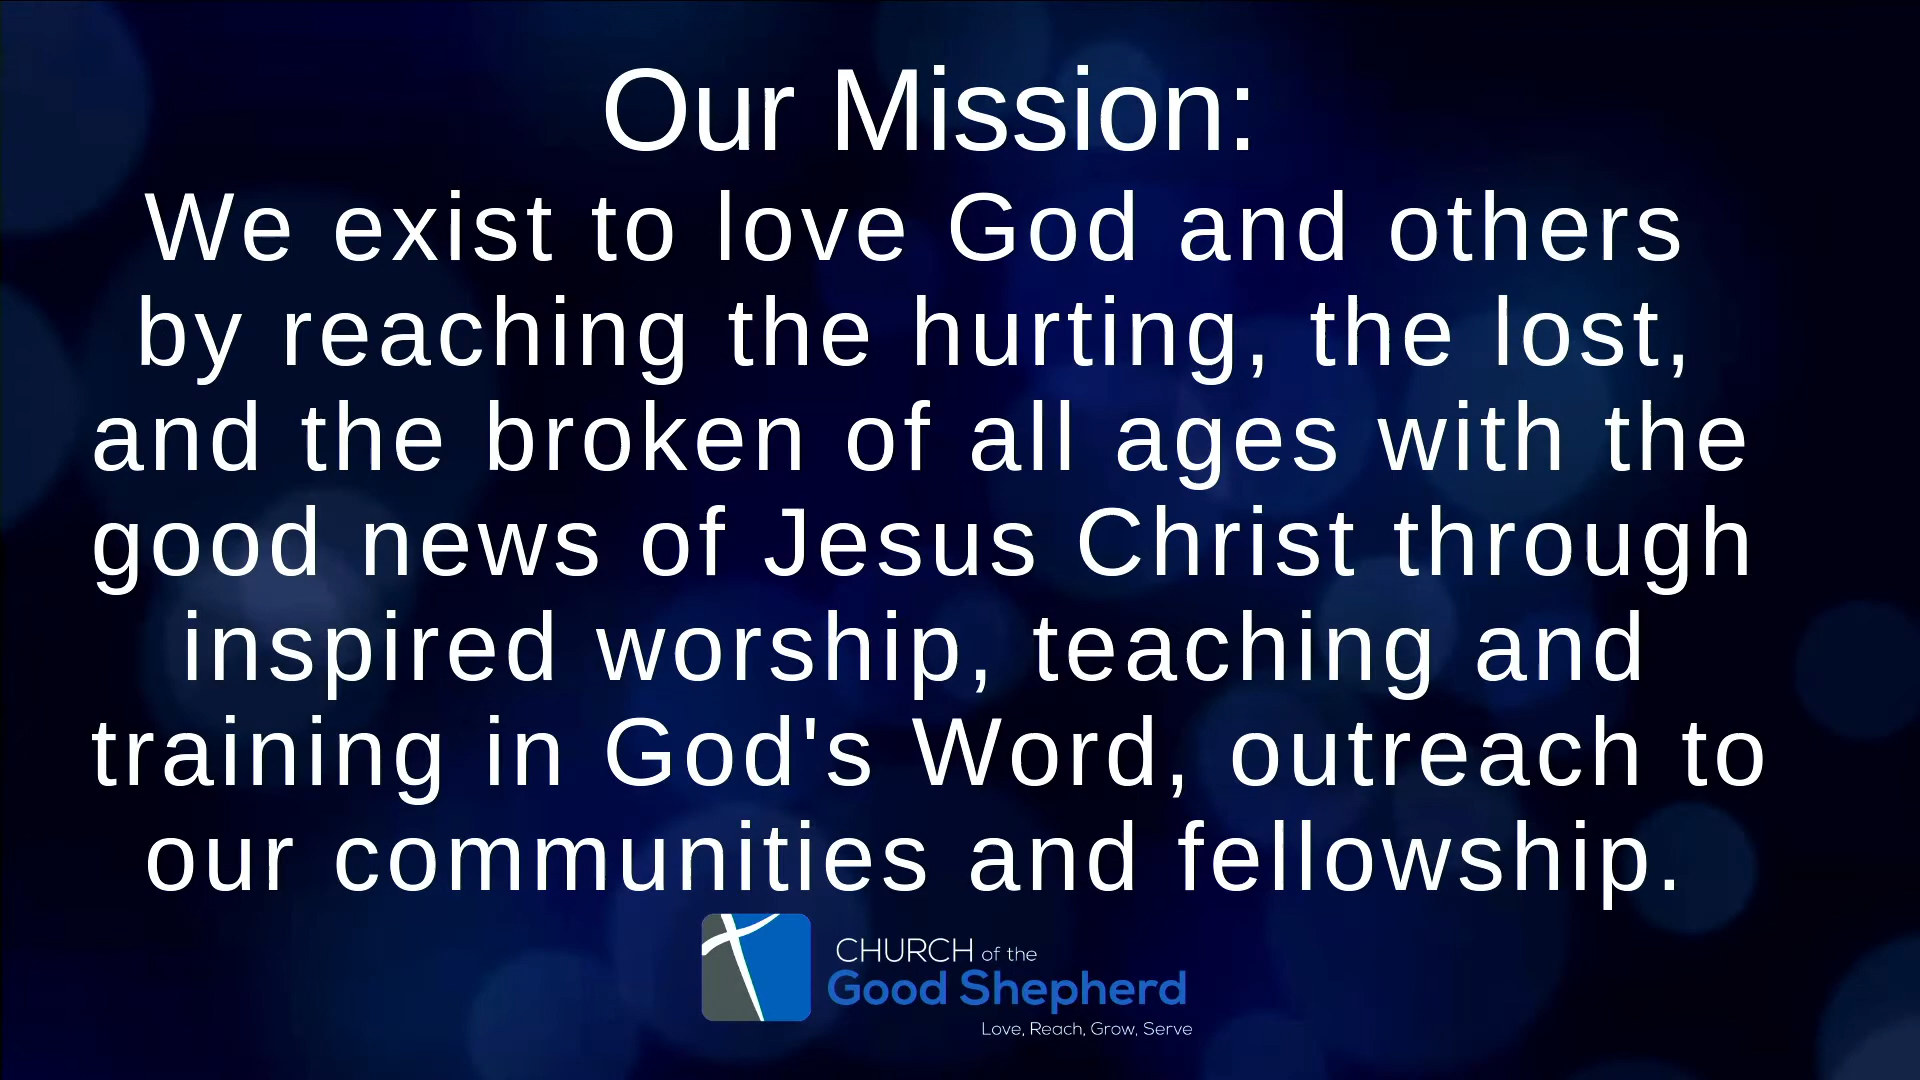 Our Mission:
We exist to love God and others
by reaching the hurting, the lost,
and the broken of all ages with the
good news of Jesus Christ through
inspired worship, teaching and
training in God's Word, outreach to
our communities and fellowship.
CHURCH of the
Good Shepherd
Love, Reach, Grow, Serve